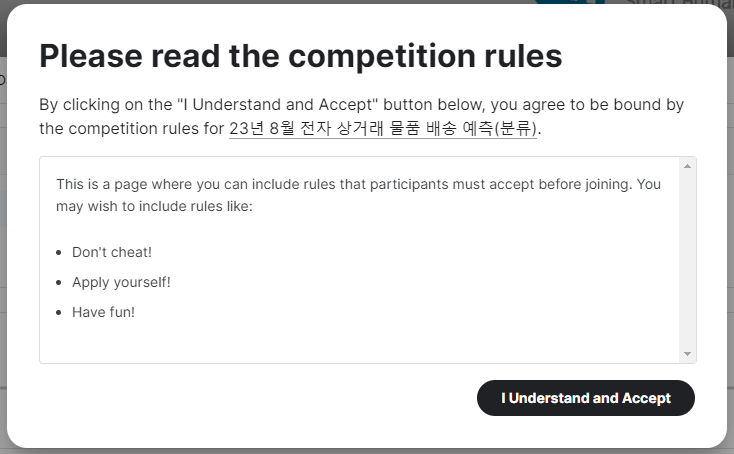 Please read the competition rules
By clicking on the "I Understand and Accept" button below, you agree to be bound by
the competition rules for 23년 8월 전자 상거래 물품 배송 예측(분류).
This is a page where you can include rules that participants must accept before joining. You
may wish to include rules like:
Don't cheat!
Apply yourself!
Have fun!
I Understand and Accept